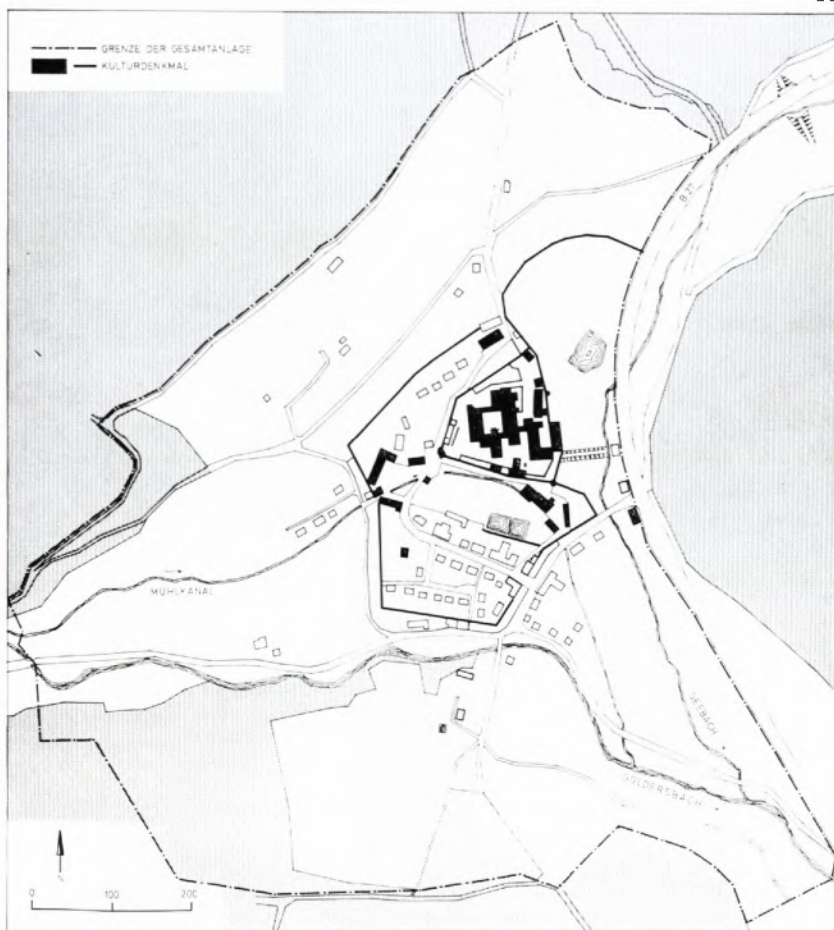 GRENZE DER GESAMTANLAGE
KULTURDENKMAL
B 27
MÜHLKANAL
SEEBACH
GOLDERSBACH
0 100 200